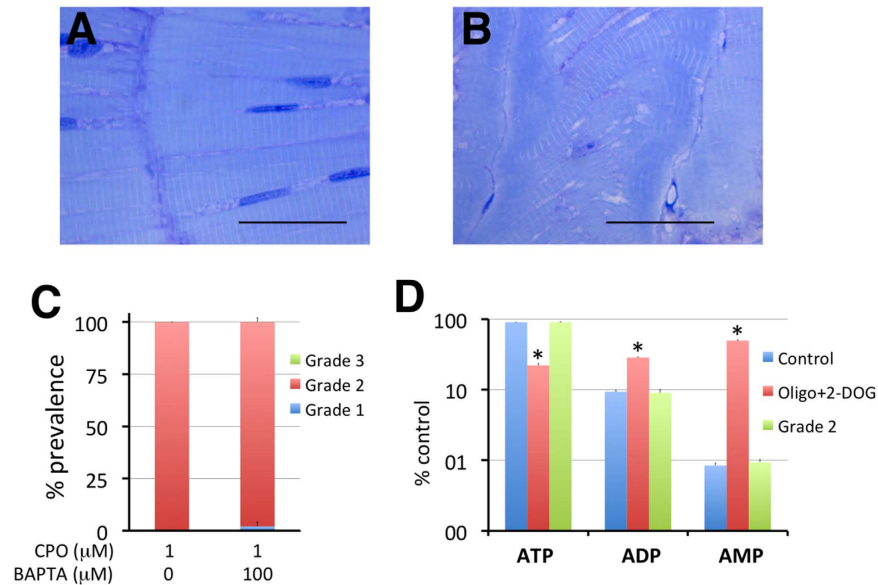 A
B
C
% prevalence
100
75
50
25
0
Grade 3
Grade 2
Grade 1
CPO (µM) 1 1
BAPTA (µM) 0 100
D
% control
100
10
01
00
* * *
Control
Oligo+2-DOG
Grade 2
ATP ADP AMP